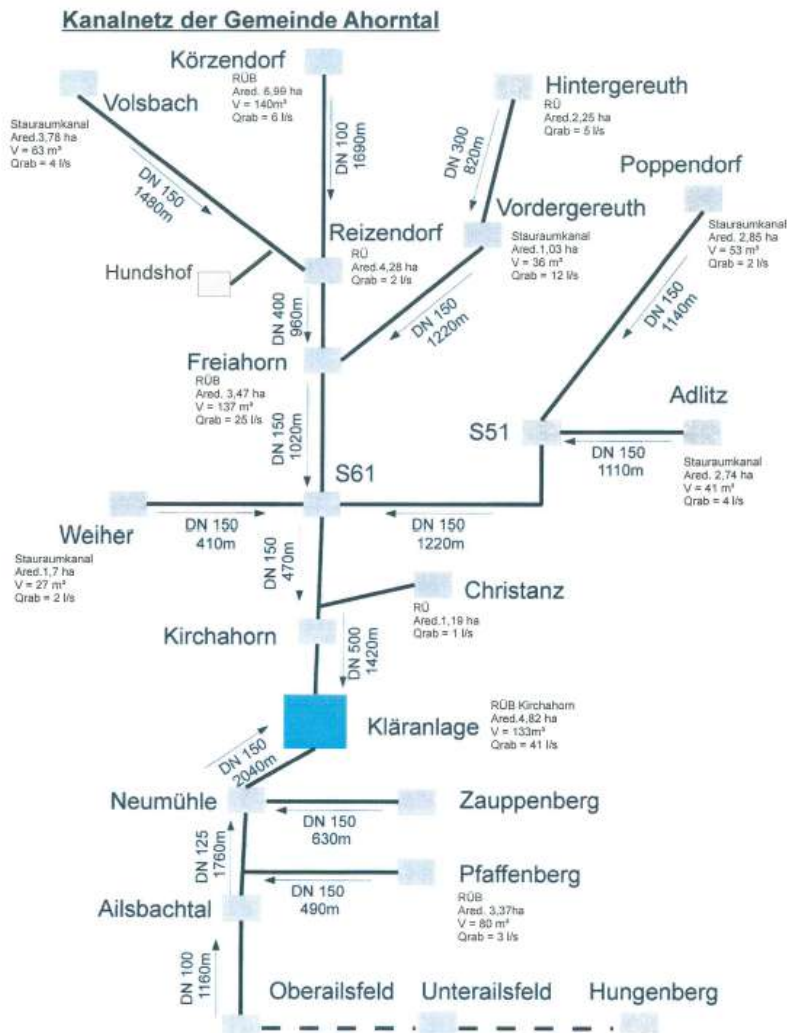 Kanalnetz der Gemeinde Ahorntal
Körzendorf
RÜB
Ared. 6,99 ha
V = 140m³
Qrab = 6 l/s
Volsbach
Stauraumkanal
Ared.3,78 ha
V = 63 m³
Qrab = 4 l/s
Hintergereuth
RÜ
Ared.2,25 ha
Qrab = 5 l/s
DN 100
1690m
DN 300
820m
DN 150
1480m
Poppendorf
Stauraumkanal
Ared. 2,85 ha
V = 53 m³
Qrab = 2 l/s
Vordergereuth
Stauraumkanal
Ared.1,03 ha
V = 36 m³
Qrab = 12 l/s
Reizendorf
RÜ
Ared.4,28 ha
Qrab = 2 l/s
Hundshof
DN 400
960m
DN 150
1220m
DN 150
1140m
Freiahorn
RÜB
Ared. 3,47 ha
V = 137 m³
Qrab = 25 l/s
Adlitz
Stauraumkanal
Ared. 2,74 ha
V = 41 m³
Qrab = 4 l/s
S51
DN 150
1110m
DN 150
1020m
S61
Weiher
Stauraumkanal
Ared.1,7 ha
V = 27 m³
Qrab = 2 l/s
DN 150
410m
DN 150
1220m
DN 150
470m
Christanz
RÜ
Ared.1,19 ha
Qrab = 1 l/s
Kirchahorn
DN 500
1420m
Kläranlage
RÜB Kirchahorn
Ared.4,82 ha
V = 133m³
Qrab = 41 l/s
DN 150
2040m
Neumühle
DN 150
630m
Zauppenberg
DN 125
1760m
DN 150
490m
Pfaffenberg
RÜB
Ared. 3,37ha
V = 80 m³
Qrab = 3 l/s
Ailsbachtal
DN 100
1160m
Oberailsfeld
Unterailsfeld
Hungenberg